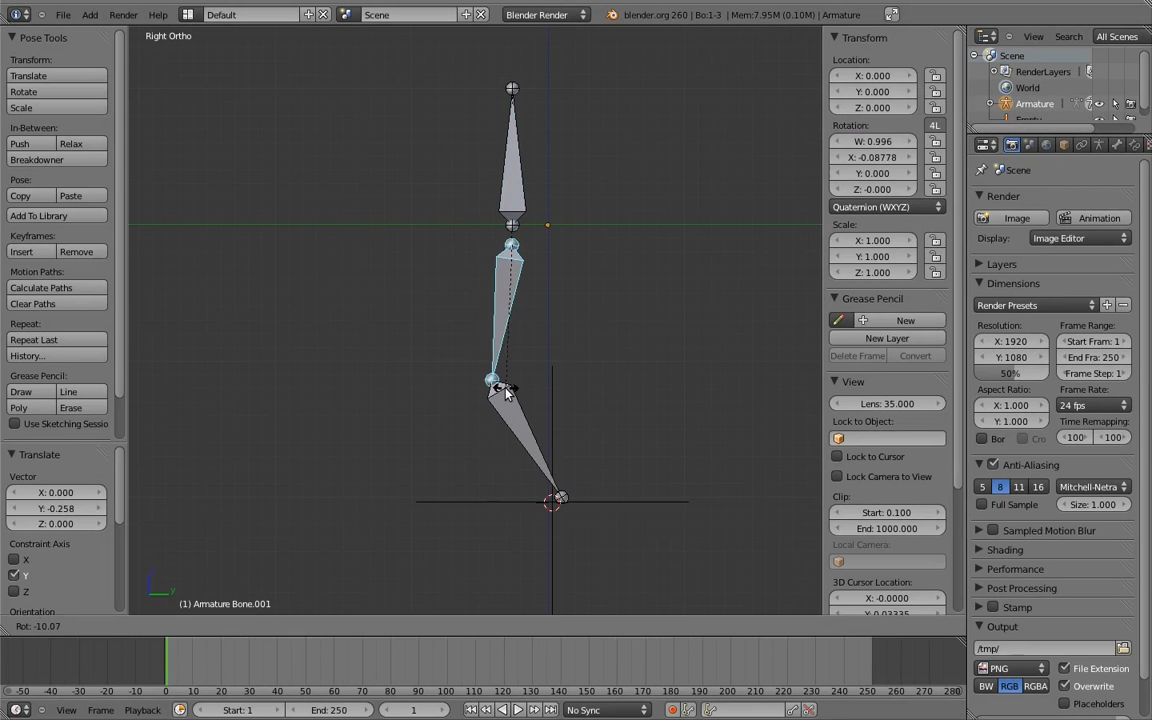 File Add Render Help Default Scene Blender Render blender.org 260 | Bo:1-3 | Mem:7.95M (0.10M) | Armature
Pose Tools
Transform:
Translate
Rotate
Scale
In-Between:
Push Relax
Breakdowner
Pose:
Copy Paste
Add To Library
Keyframes:
Insert Remove
Motion Paths:
Calculate Paths
Clear Paths
Repeat:
Repeat Last
History...
Grease Pencil:
Draw Line
Poly Erase
Use Sketching Sessio
Translate
Vector
X: 0.000
Y: -0.258
Z: 0.000
Constraint Axis
X
Y
Z
Orientation
Right Ortho
y
(1) Armature Bone.001
Transform
Location:
X: 0.000
Y: 0.000
Z: 0.000
Rotation: 4L
W: 0.996
X: -0.08778
Y: 0.000
Z: -0.000
Quaternion (WXYZ)
Scale:
X: 1.000
Y: 1.000
Z: 1.000
Grease Pencil
New
New Layer
Delete Frame Convert
View
Lens: 35.000
Lock to Object:
Lock to Cursor
Lock Camera to View
Clip:
Start: 0.100
End: 1000.000
Local Camera:
3D Cursor Location:
X: -0.0000
View Search All Scenes
Scene
RenderLayers
World
Armature
Scene
Render
Image Animation
Display: Image Editor
Layers
Dimensions
Render Presets
Resolution: Frame Range:
X: 1920 Start Fram: 1
Y: 1080 End Fra: 250
50% Frame Step: 1
Aspect Ratio: Frame Rate:
X: 1.000 24 fps
Y: 1.000 Time Remapping:
Bor Cro 100 100
Anti-Aliasing
5 8 11 16 Mitchell-Netra
Full Sample Size: 1.000
Sampled Motion Blur
Shading
Performance
Post Processing
Stamp
Output
/tmp/
PNG File Extension
BW RGB RGBA Overwrite
Placeholders
Rot: -10.07
-50 -40 -30 -20 -10 0 10 20 30 40 50 60 70 80 90 100 110 120 130 140 150 160 170 180 190 200 210 220 230 240 250 260 270 280
View Frame Playback Start: 1 End: 250 1 No Sync